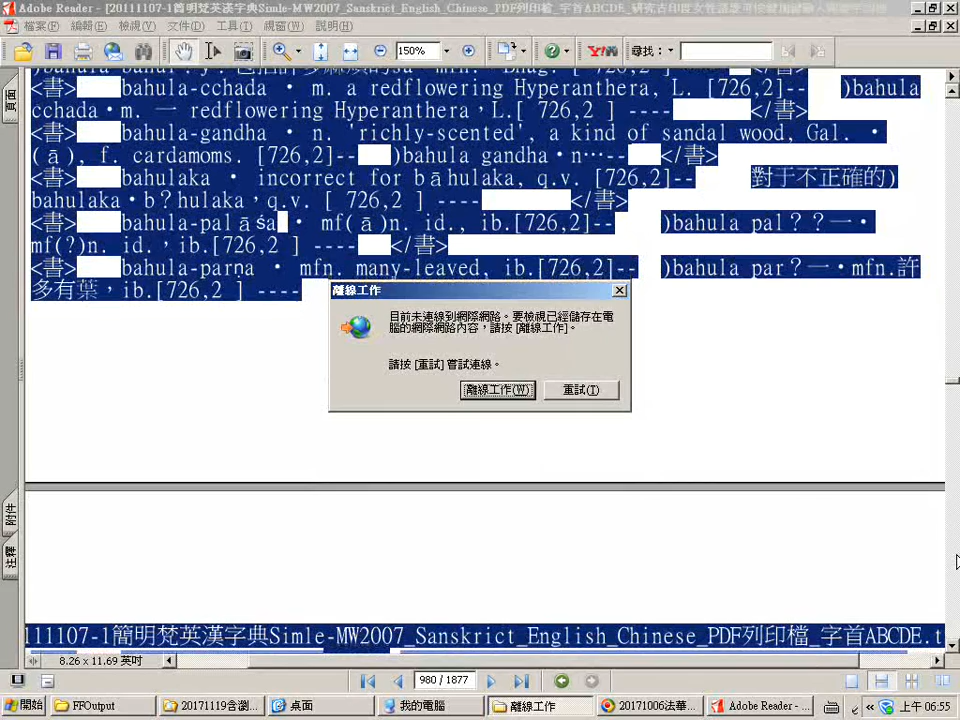 Adobe Reader - [20111107-1簡明梵英漢字典Simle-MW2007_Sanskrict_English_Chinese_PDF列印檔_字首ABCDE_
檔案(F) 編輯(E) 檢視(V) 文件(D) 工具(T) 視窗(W) 說明(H)
150% 尋找:
頁面
<書> bahula-cchada ‧ m. a redflowering Hyperanthera, L. [726,2]-- )bahula
cchada‧m. 一 redflowering Hyperanthera,L.[ 726,2 ] ---- </書>
<書> bahula-gandha ‧ n. 'richly-scented', a kind of sandal wood, Gal. ‧
(ā), f. cardamoms. [726,2]-- )bahula gandha‧n…-- </書>
<書> bahulaka ‧ incorrect for bāhulaka, q.v. [726,2]-- 對于不正確的)
bahulaka‧b?hulaka,q.v. [ 726,2 ] ---- </書>
<書> bahula-palāśa ‧ mf(ā)n. id., ib.[726,2]-- )bahula pal??一‧
mf(?)n. id.,ib.[726,2 ] ---- </書>
<書> bahula-parṇa ‧ mfn. many-leaved, ib.[726,2]-- )bahula par?一‧mfn.許
多有葉,ib.[726,2 ] ----
離線工作
目前未連線到網際網路。要檢視已經儲存在電
腦的網際網路內容,請按 [離線工作]。
請按 [重試] 嘗試連線。
離線工作(W) 重試(T)
附件
注釋
111107-1簡明梵英漢字典Simle-MW2007_Sanskrict_English_Chinese_PDF列印檔_字首ABCDE.t
8.26 x 11.69 英吋
980 / 1877
開始 FFOutput 20171119含瀏... 桌面 我的電腦 離線工作 20171006法華... Adobe Reader - ... 上午 06:55